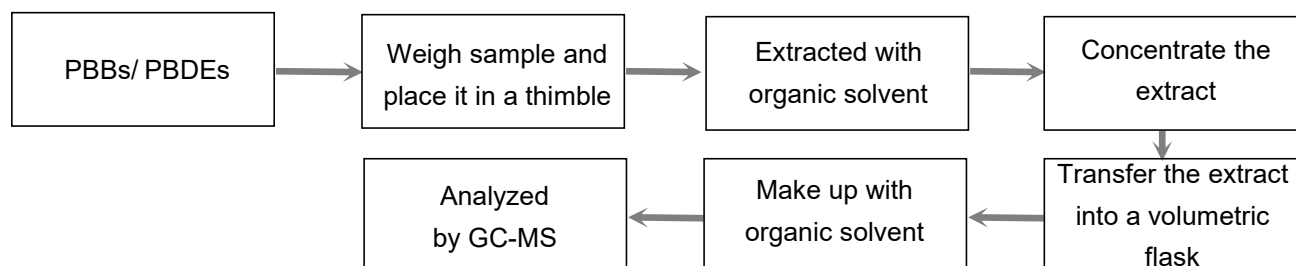 PBBs/ PBDEs
Weigh sample and
place it in a thimble
Extracted with
organic solvent
Concentrate the
extract
Transfer the extract
into a volumetric
flask
Make up with
organic solvent
Analyzed
by GC-MS